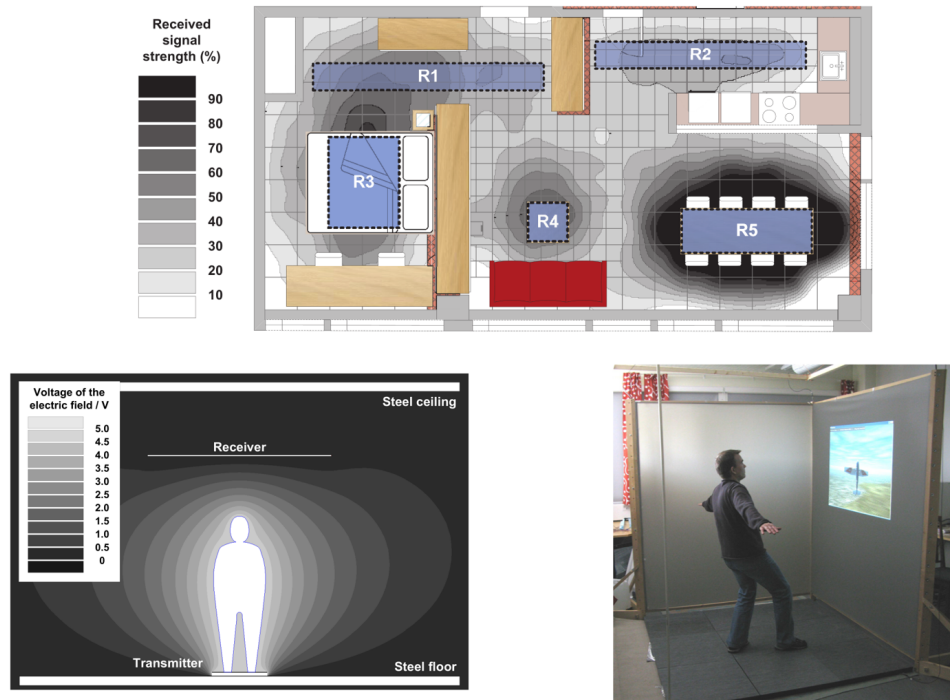 Received
signal
strength (%)
90
80
70
60
50
40
30
20
10
R1
R2
R3
R4
R5
Voltage of the
electric field / V
5.0
4.5
4.0
3.5
3.0
2.5
2.0
1.5
1.0
0.5
0
Steel ceiling
Receiver
Transmitter
Steel floor